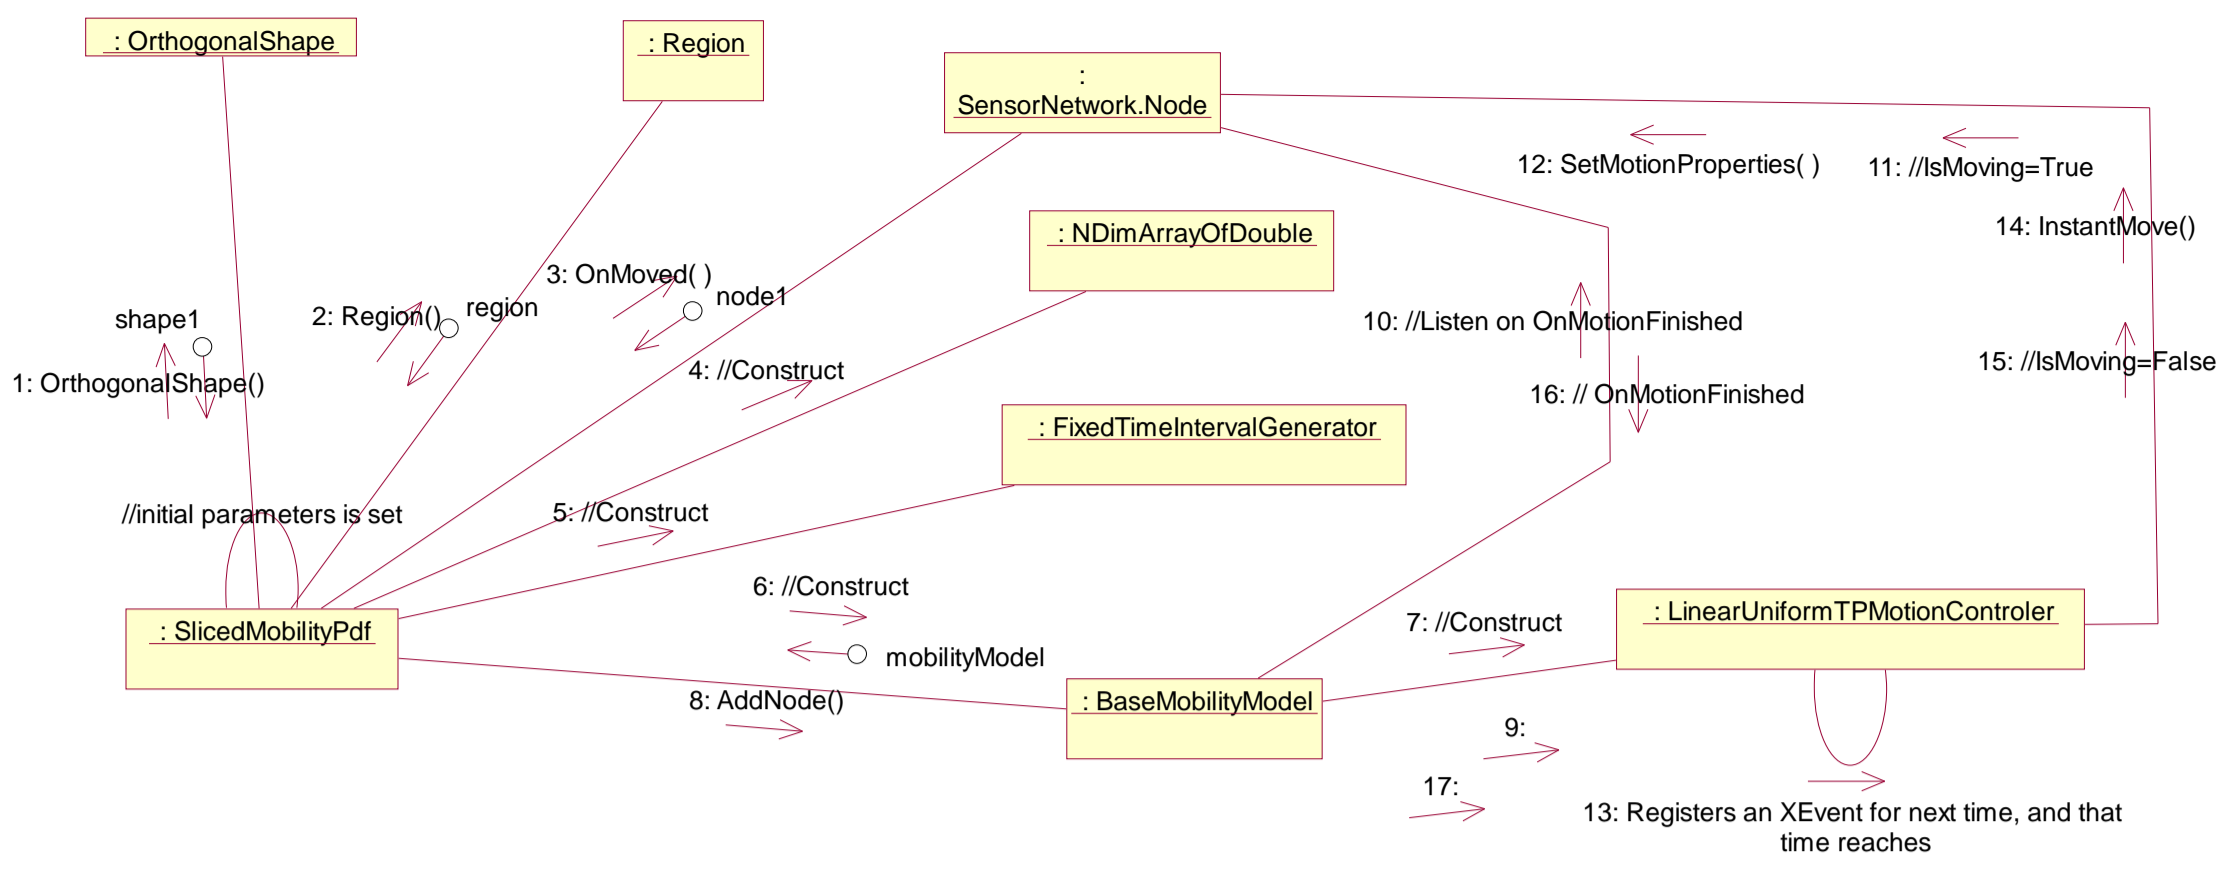 : OrthogonalShape
: Region
:
SensorNetwork.Node
12: SetMotionProperties( )
11: //IsMoving=True
14: InstantMove()
: NDimArrayOfDouble
3: OnMoved( )
node1
shape1
2: Region()
region
10: //Listen on OnMotionFinished
15: //IsMoving=False
1: OrthogonalShape()
4: //Construct
16: // OnMotionFinished
: FixedTimeIntervalGenerator
//initial parameters is set
5: //Construct
6: //Construct
: SlicedMobilityPdf
7: //Construct
: LinearUniformTPMotionControler
mobilityModel
8: AddNode()
: BaseMobilityModel
9:
17:
13: Registers an XEvent for next time, and that
time reaches